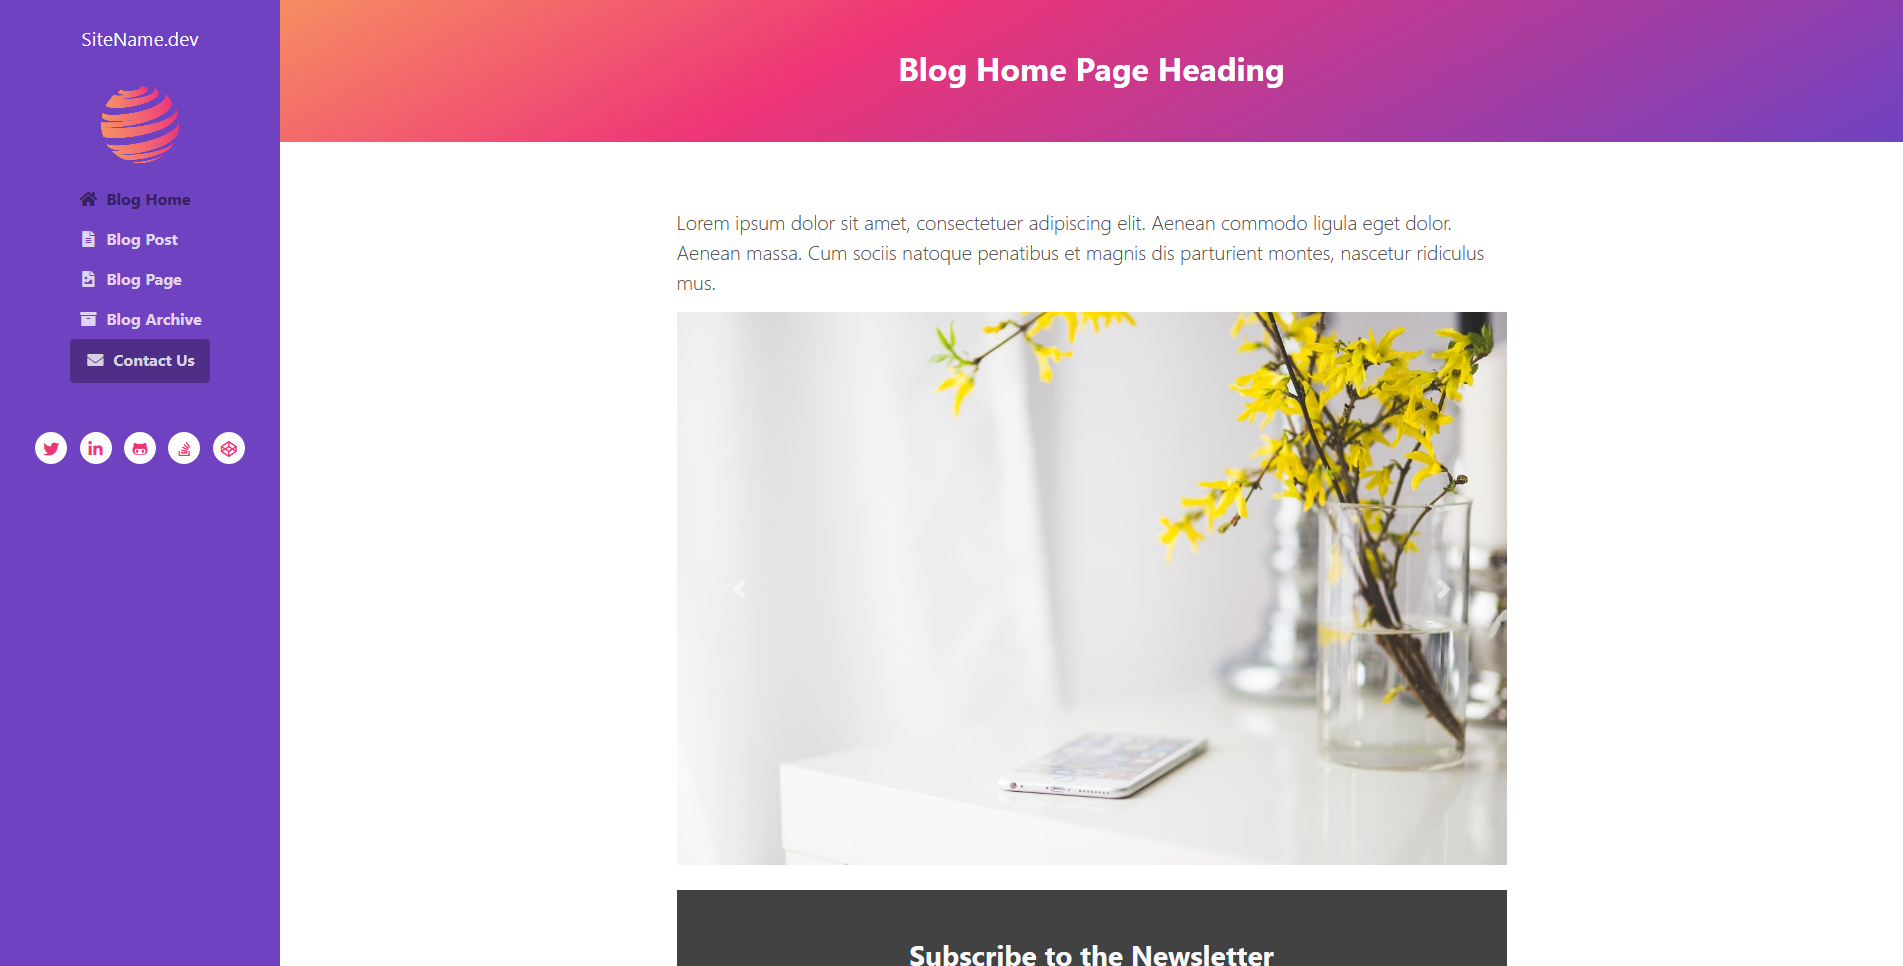 SiteName.dev
Blog Home
Blog Post
Blog Page
Blog Archive
Contact Us
Blog Home Page Heading
Lorem ipsum dolor sit amet, consectetuer adipiscing elit. Aenean commodo ligula eget dolor.
Aenean massa. Cum sociis natoque penatibus et magnis dis parturient montes, nascetur ridiculus
mus.
Subscribe to the Newsletter